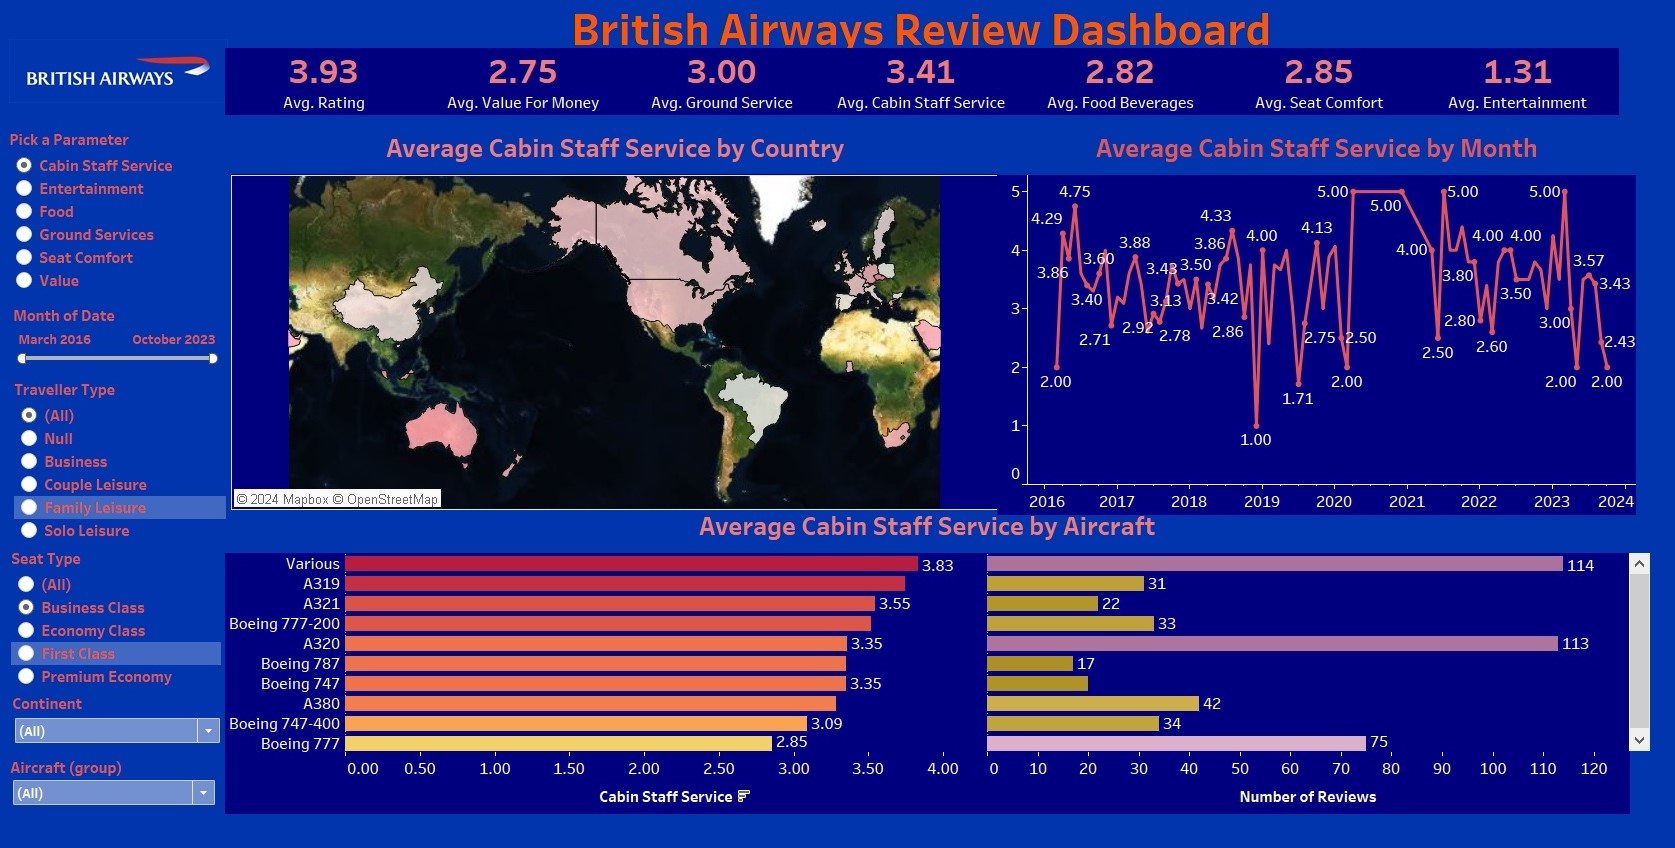 British Airways Review Dashboard
BRITISH AIRWAYS
3.93 2.75 3.00 3.41 2.82 2.85 1.31
Avg. Rating Avg. Value For Money Avg. Ground Service Avg. Cabin Staff Service Avg. Food Beverages Avg. Seat Comfort Avg. Entertainment
Pick a Parameter
Cabin Staff Service
Entertainment
Food
Ground Services
Seat Comfort
Value
Month of Date
March 2016 October 2023
Traveller Type
(All)
Null
Business
Couple Leisure
Family Leisure
Solo Leisure
Seat Type
(All)
Business Class
Economy Class
First Class
Premium Economy
Continent
(All)
Aircraft (group)
(All)
Average Cabin Staff Service by Country
© 2024 Mapbox © OpenStreetMap
Average Cabin Staff Service by Month
5
4
3
2
1
0
4.75
4.29
3.86
3.60
3.40
2.71
2.00
3.88
3.43
3.50
3.13
2.92
2.78
4.33
3.86
3.42
2.86
4.00
1.00
1.71
4.13
2.75
2.50
2.00
5.00
5.00
5.00
4.00
2.50
3.80
2.80
4.00
4.00
2.60
3.50
5.00
3.00
3.57
3.43
2.00
2.43
2.00
2016 2017 2018 2019 2020 2021 2022 2023 2024
Average Cabin Staff Service by Aircraft
Various 3.83 114
A319 31
A321 3.55 22
Boeing 777-200 33
A320 3.35 113
Boeing 787 17
Boeing 747 3.35
A380 42
Boeing 747-400 3.09 34
Boeing 777 2.85 75
0.00 0.50 1.00 1.50 2.00 2.50 3.00 3.50 4.00 0 10 20 30 40 50 60 70 80 90 100 110 120
Cabin Staff Service Number of Reviews